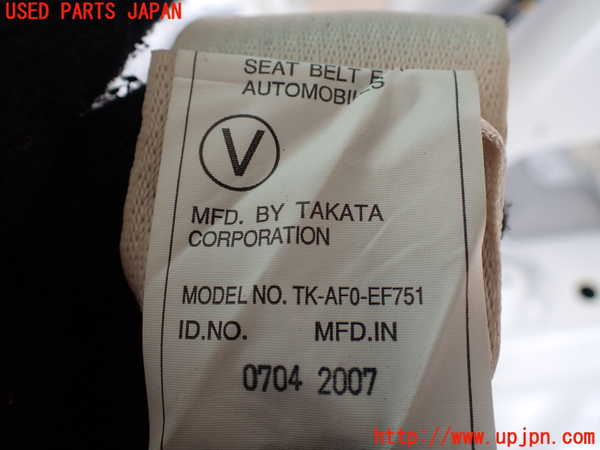 USED PARTS JAPAN
SEAT BELT
AUTOMOBILES
V
MFD. BY TAKATA
CORPORATION
MODEL NO. TK-AF0-EF751
ID.NO. MFD.IN
0704 2007
http://www.upjpn.com/